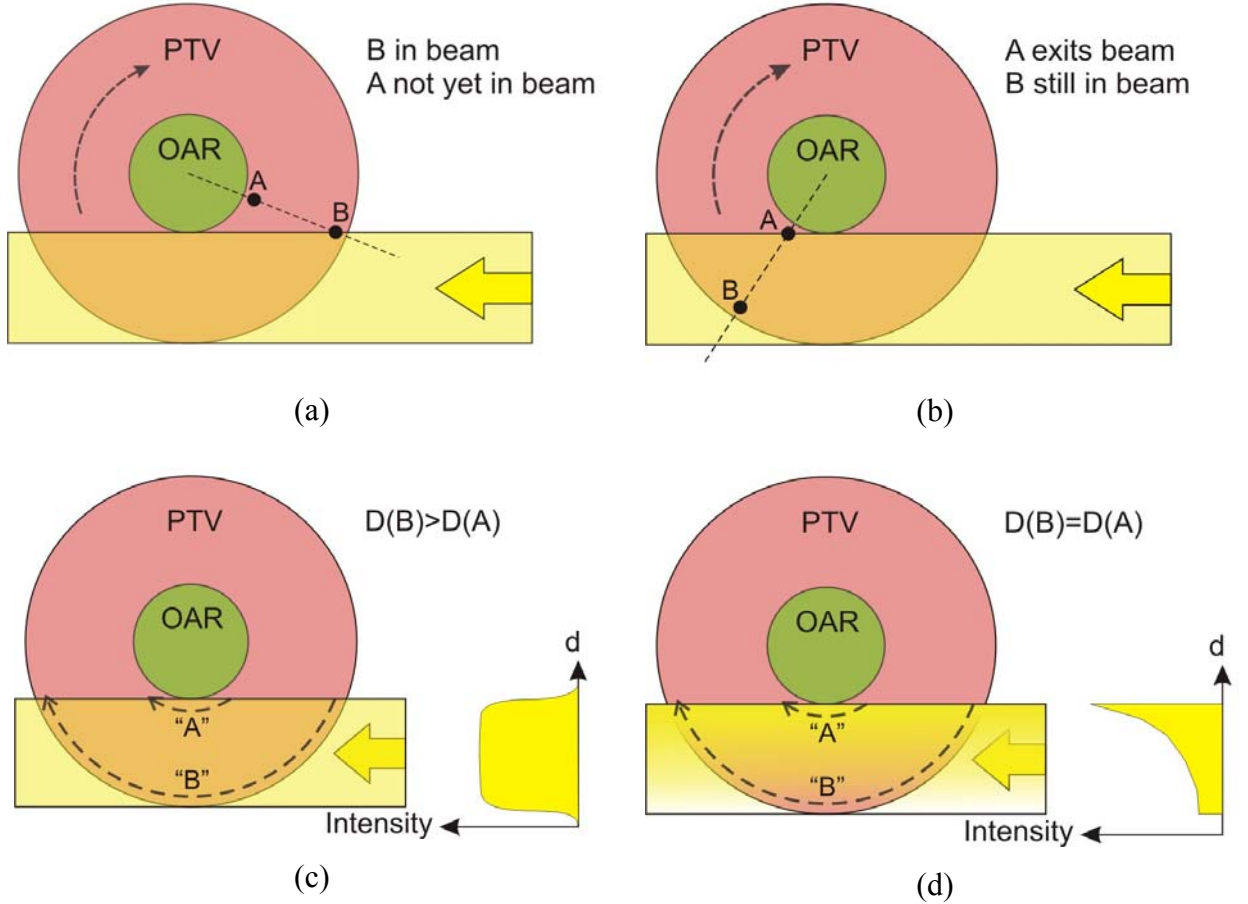 PTV
B in beam
A not yet in beam
OAR
A
B
(a)
PTV
A exits beam
B still in beam
OAR
A
B
(b)
PTV
D(B)>D(A)
OAR
d
"A"
"B"
Intensity
(c)
PTV
D(B)=D(A)
OAR
d
"A"
"B"
Intensity
(d)